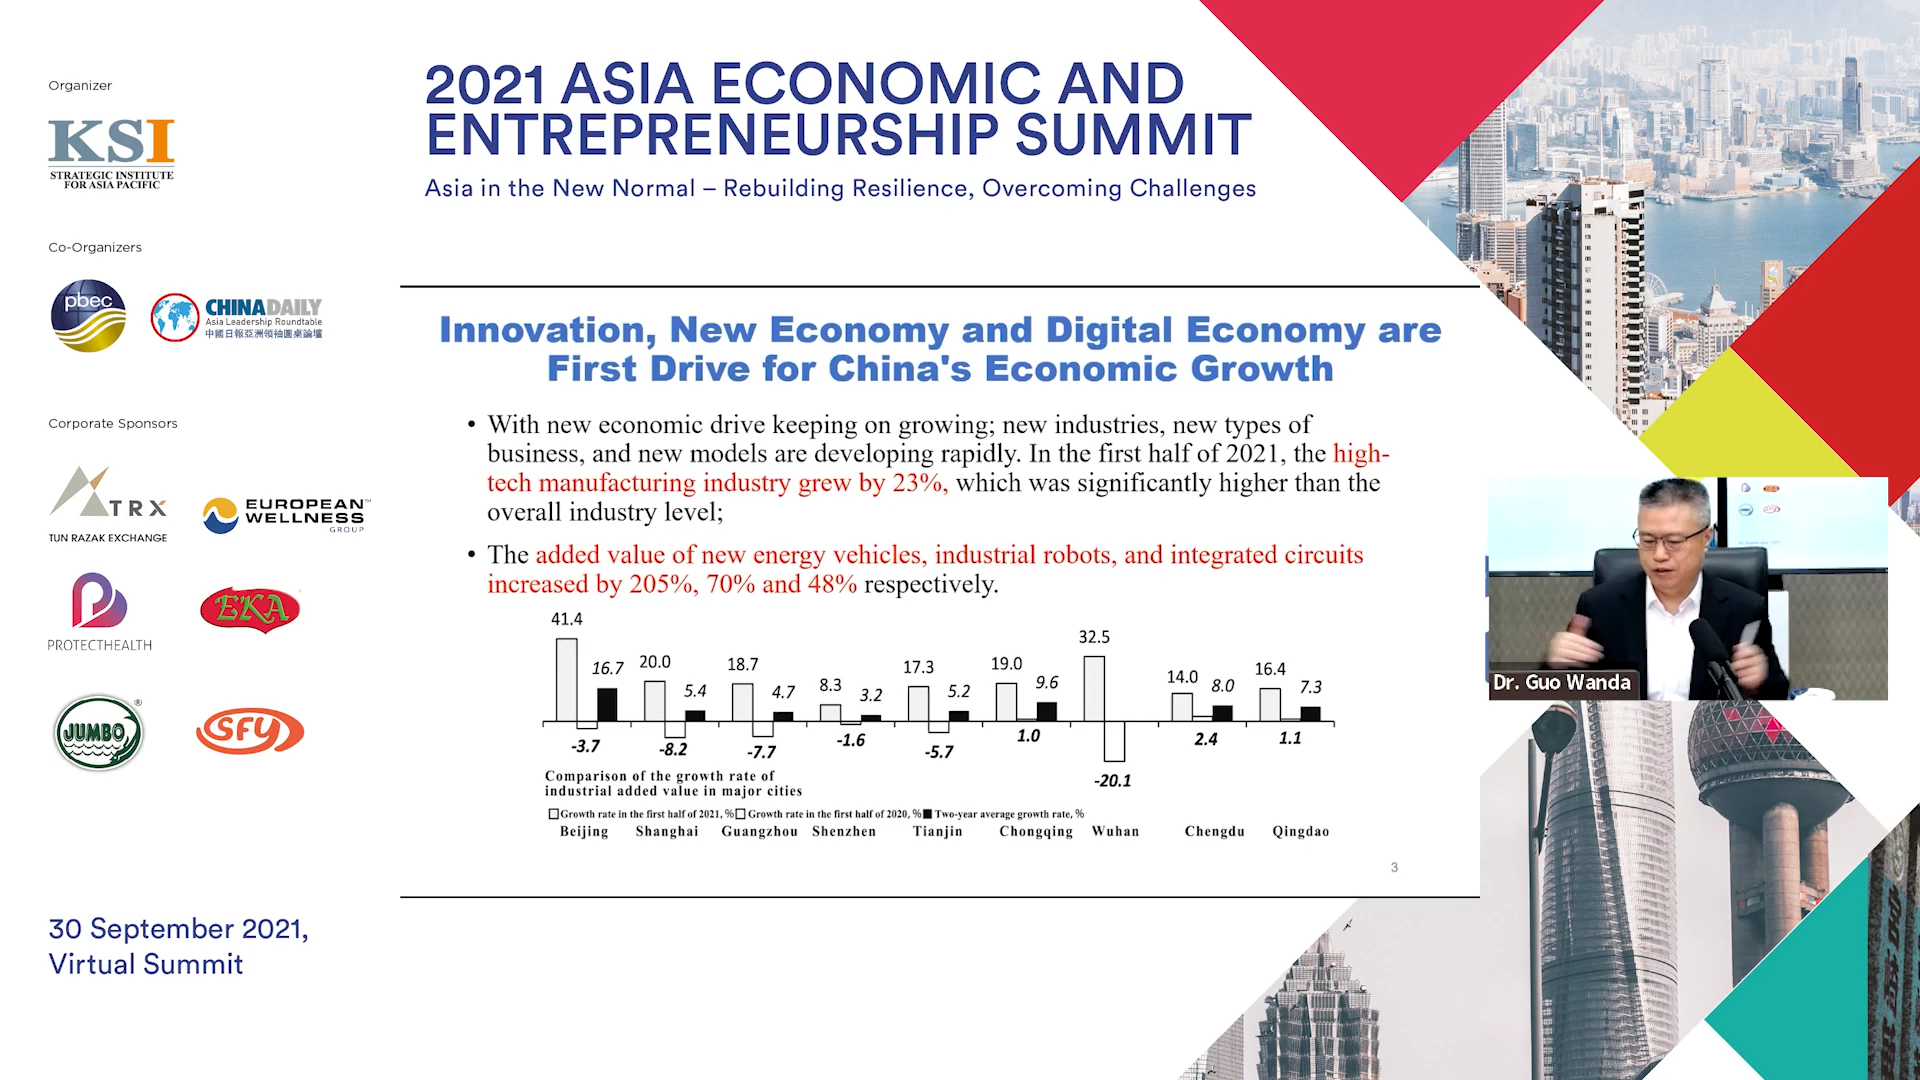 Organizer
KSI
STRATEGIC INSTITUTE
FOR ASIA PACIFIC
Co-Organizers
pbec
CHINADAILY
Asia Leadership Roundtable
中國日報亞洲領袖圓桌論壇
Corporate Sponsors
TRX
TUN RAZAK EXCHANGE
EUROPEAN
WELLNESS
GROUP
PROTECTHEALTH
EKA
JUMBO
SFY
30 September 2021,
Virtual Summit
2021 ASIA ECONOMIC AND
ENTREPRENEURSHIP SUMMIT
Asia in the New Normal – Rebuilding Resilience, Overcoming Challenges
Innovation, New Economy and Digital Economy are
First Drive for China's Economic Growth
• With new economic drive keeping on growing; new industries, new types of
business, and new models are developing rapidly. In the first half of 2021, the high-
tech manufacturing industry grew by 23%, which was significantly higher than the
overall industry level;
• The added value of new energy vehicles, industrial robots, and integrated circuits
increased by 205%, 70% and 48% respectively.
41.4 16.7 20.0 5.4 18.7 4.7 8.3 3.2 17.3 5.2 19.0 9.6 32.5 14.0 8.0 16.4 7.3
-3.7 -8.2 -7.7 -1.6 -5.7 1.0 -20.1 2.4 1.1
Comparison of the growth rate of
industrial added value in major cities
Growth rate in the first half of 2021, % Growth rate in the first half of 2020, % Two-year average growth rate, %
Beijing Shanghai Guangzhou Shenzhen Tianjin Chongqing Wuhan Chengdu Qingdao
3
Dr. Guo Wanda